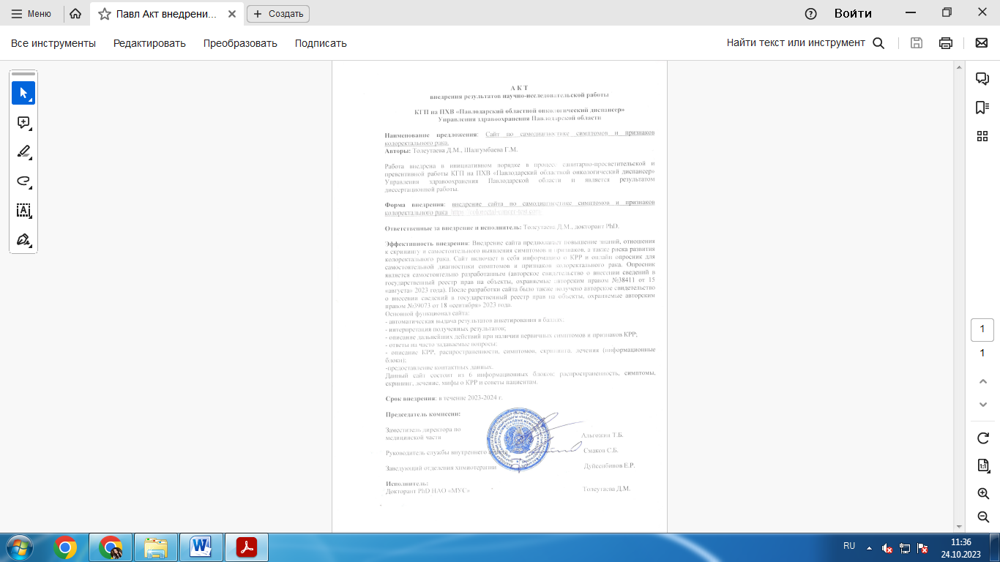 Меню
Павл Акт внедрени...
Создать
Войти
Все инструменты
Редактировать
Преобразовать
Подписать
Найти текст или инструмент
А К Т
внедрения результатов научно-исследовательской работы
КГП на ПХВ «Павлодарский областной онкологический диспансер»
Управления здравоохранения Павлодарской области
Наименование предложения: Сайт по самодиагностике симптомов и признаков
колоректального рака.
Авторы: Толеутаева Д.М., Шалгумбаева Г.М.
Работа внедрена в инициативном порядке в процесс санитарно-просветительской и
превентивной работы КГП на ПХВ «Павлодарский областной онкологический диспансер»
Управления здравоохранения Павлодарской области и является результатом
диссертационной работы.
Форма внедрения: внедрение сайта по самодиагностике симптомов и признаков
колоректального рака
Ответственные за внедрение и исполнитель: Толеутаева Д.М., докторант PhD.
Эффективность внедрения: Внедрение сайта предполагает повышение знаний, отношения
к скринингу и самостоятельного выявления симптомов и признаков, а также риска развития
колоректального рака. Сайт включает в себя информацию о КРР и онлайн опросник для
самостоятельной диагностики симптомов и признаков колоректального рака. Опросник
является самостоятельно разработанным (авторское свидетельство о внесении сведений в
государственный реестр прав на объекты, охраняемые авторским правом №38411 от 15
«августа» 2023 года). После разработки сайта было также получено авторское свидетельство
о внесении сведений в государственный реестр прав на объекты, охраняемые авторским
правом №39073 от 18 «сентября» 2023 года.
Основной функционал сайта:
- автоматическая выдача результатов анкетирования в баллах;
- интерпретация полученных результатов;
- описание дальнейших действий при наличии первичных симптомов и признаков КРР;
- ответы на часто задаваемые вопросы;
- описание КРР, распространенности, симптомов, скрининга, лечения (информационные
блоки);
-предоставление контактных данных.
Данный сайт состоит из 6 информационных блоков: распространенность, симптомы,
скрининг, лечение, мифы о КРР и советы пациентам.
Срок внедрения: в течение 2023-2024 г.
Председатель комиссии:
Заместитель директора по
медицинской части Альгожин Т.Б.
Руководитель службы внутреннего Смаков С.Б.
Заведующий отделения химиотерапии Дуйсенбинов Е.Р.
Исполнитель:
Докторант PhD НАО «МУС» Толеутаева Д.М.
1
1
RU
11:36
24.10.2023